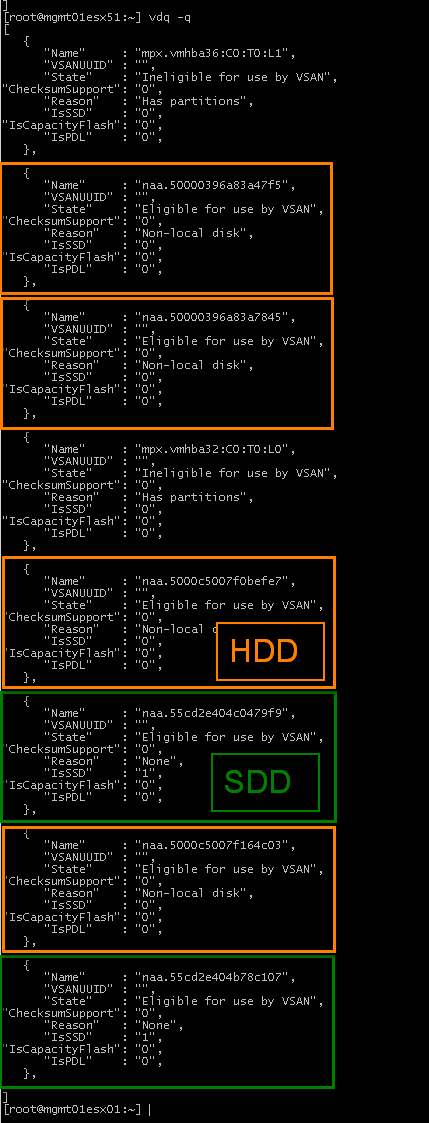 ]
[root@mgmt01esx51:~] vdq -q
[
{
"Name" : "mpx.vmhba36:C0:T0:L1",
"VSANUUID" : "",
"State" : "Ineligible for use by VSAN",
"ChecksumSupport": "0",
"Reason" : "Has partitions",
"IsSSD" : "0",
"IsCapacityFlash": "0",
"IsPDL" : "0",
},
{
"Name" : "naa.50000396a83a47f5",
"VSANUUID" : "",
"State" : "Eligible for use by VSAN",
"ChecksumSupport": "0",
"Reason" : "Non-local disk",
"IsSSD" : "0",
"IsCapacityFlash": "0",
"IsPDL" : "0",
},
{
"Name" : "naa.50000396a83a7845",
"VSANUUID" : "",
"State" : "Eligible for use by VSAN",
"ChecksumSupport": "0",
"Reason" : "Non-local disk",
"IsSSD" : "0",
"IsCapacityFlash": "0",
"IsPDL" : "0",
},
{
"Name" : "mpx.vmhba32:C0:T0:L0",
"VSANUUID" : "",
"State" : "Ineligible for use by VSAN",
"ChecksumSupport": "0",
"Reason" : "Has partitions",
"IsSSD" : "0",
"IsCapacityFlash": "0",
"IsPDL" : "0",
},
{
"Name" : "naa.5000c5007f0befe7",
"VSANUUID" : "",
"State" : "Eligible for use by VSAN",
"ChecksumSupport": "0",
"Reason" : "Non-local
"IsSSD" : "0",
"IsCapacityFlash": "0",
"IsPDL" : "0",
},
HDD
{
"Name" : "naa.55cd2e404c0479f9",
"VSANUUID" : "",
"State" : "Eligible for use by VSAN",
"ChecksumSupport": "0",
"Reason" : "None",
"IsSSD" : "1",
"IsCapacityFlash": "0",
"IsPDL" : "0",
},
SDD
{
"Name" : "naa.5000c5007f164c03",
"VSANUUID" : "",
"State" : "Eligible for use by VSAN",
"ChecksumSupport": "0",
"Reason" : "Non-local disk",
"IsSSD" : "0",
"IsCapacityFlash": "0",
"IsPDL" : "0",
},
{
"Name" : "naa.55cd2e404b78c107",
"VSANUUID" : "",
"State" : "Eligible for use by VSAN",
"ChecksumSupport": "0",
"Reason" : "None",
"IsSSD" : "1",
"IsCapacityFlash": "0",
"IsPDL" : "0",
},
]
[root@mgmt01esx01:~]